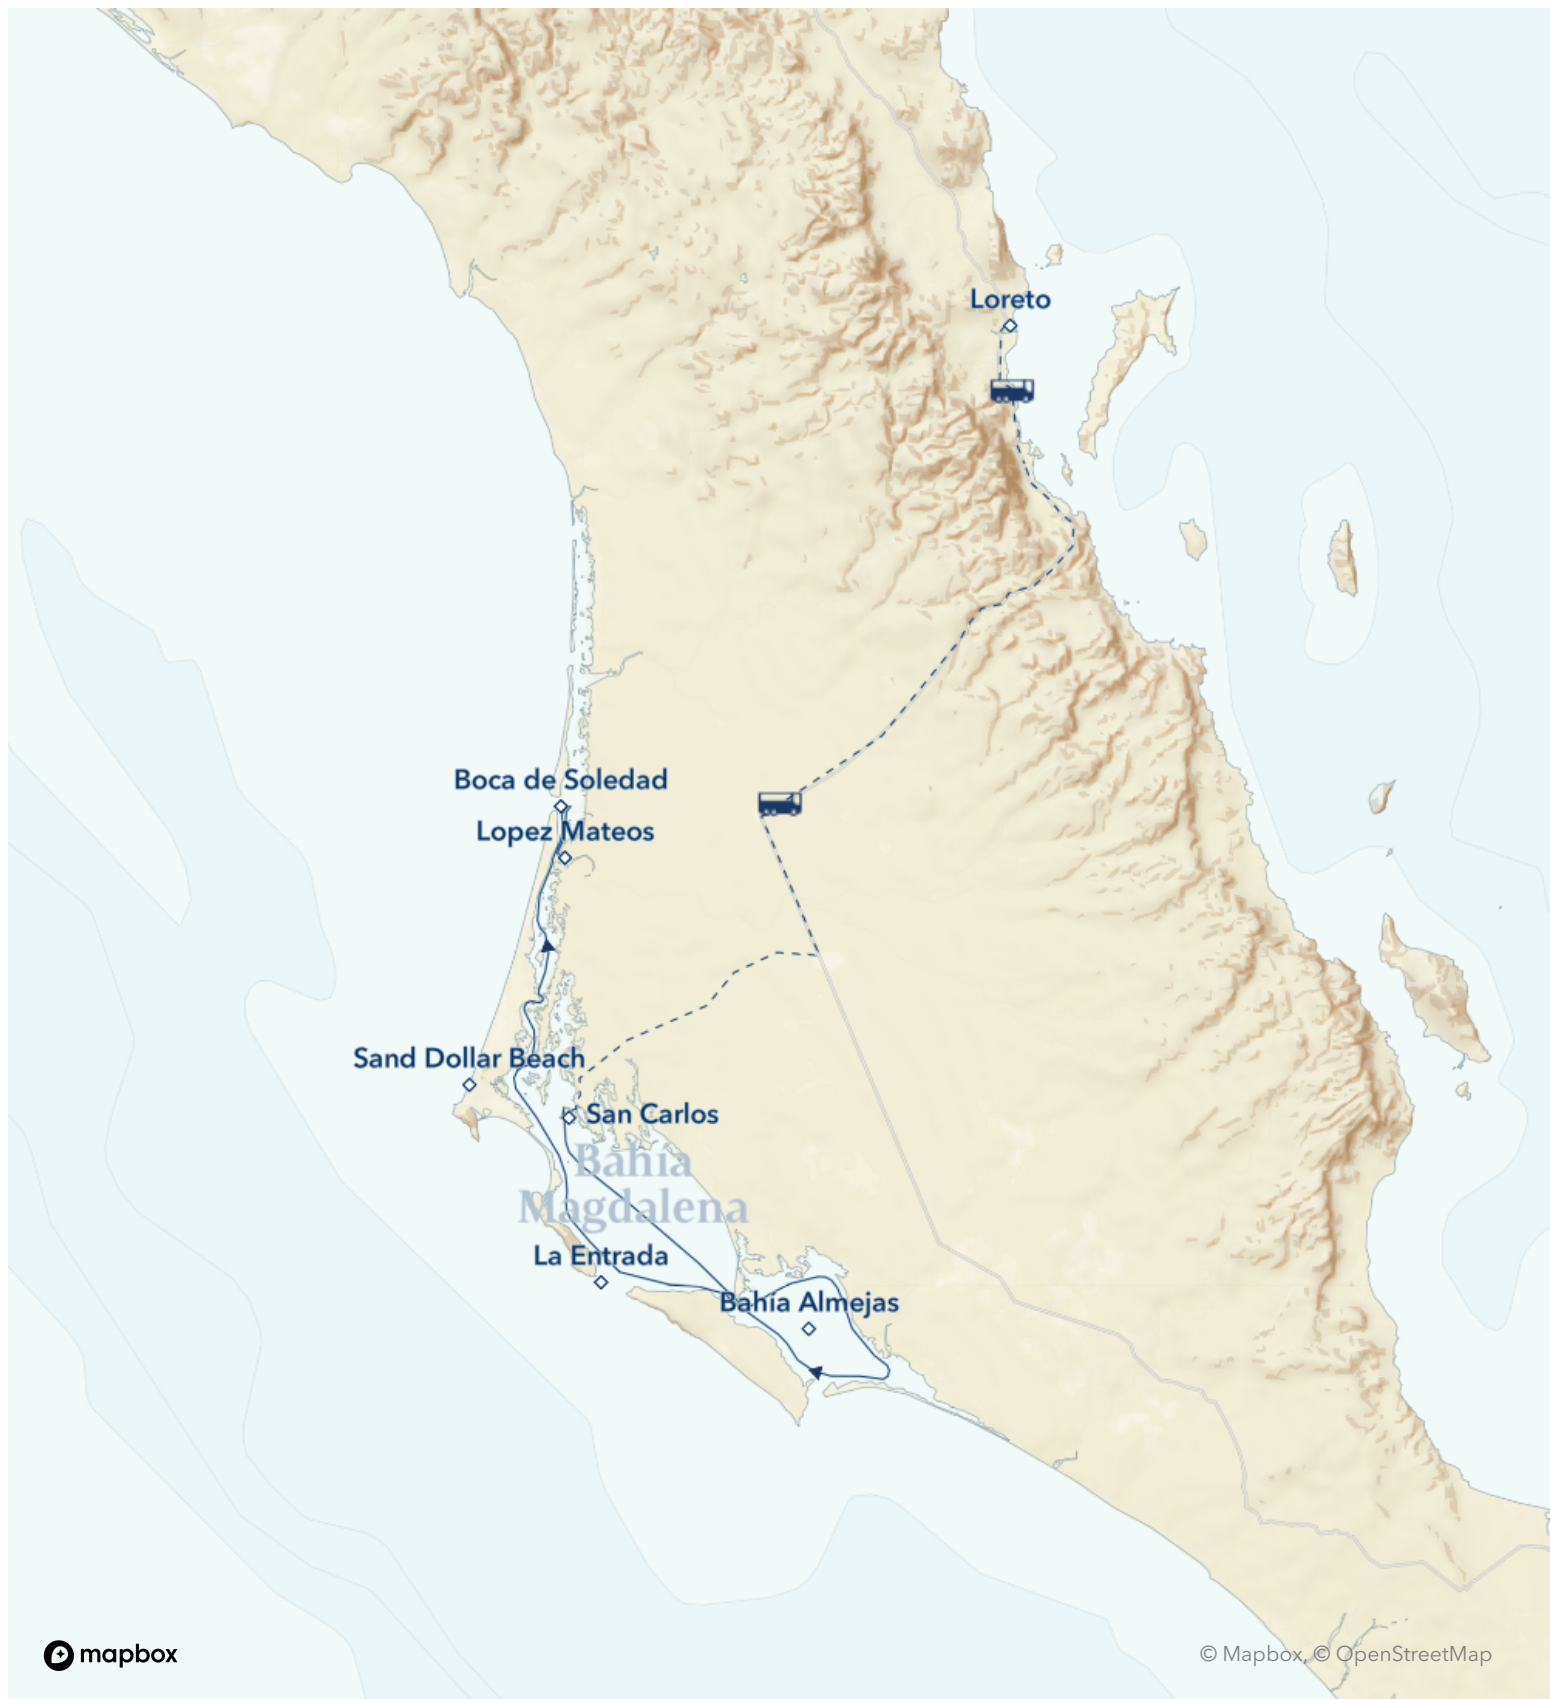 Loreto
Boca de Soledad
Lopez Mateos
Sand Dollar Beach
San Carlos
Bahia
Magdalena
La Entrada
Bahía Almejas
mapbox
© Mapbox, © OpenStreetMap